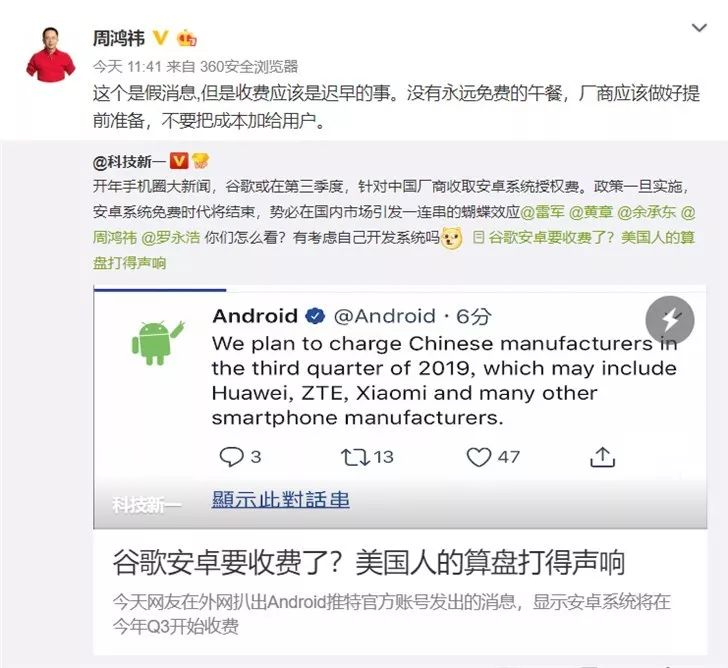 周鸿祎
今天 11:41 来自 360安全浏览器
这个是假消息,但是收费应该是迟早的事。没有永远免费的午餐，厂商应该做好提
前准备，不要把成本加给用户。
@科技新一
开年手机圈大新闻，谷歌或在第三季度，针对中国厂商收取安卓系统授权费。政策一旦实施，
安卓系统免费时代将结束，势必在国内市场引发一连串的蝴蝶效应@雷军 @黄章 @余承东 @
周鸿祎 @罗永浩 你们怎么看？有考虑自己开发系统吗 谷歌安卓要收费了？美国人的算
盘打得声响
Android @Android · 6分
We plan to charge Chinese manufacturers in
the third quarter of 2019, which may include
Huawei, ZTE, Xiaomi and many other
smartphone manufacturers.
3 13 47
科技新一
顯示此對話串
谷歌安卓要收费了？美国人的算盘打得声响
今天网友在外网扒出Android推特官方账号发出的消息，显示安卓系统将在
今年Q3开始收费